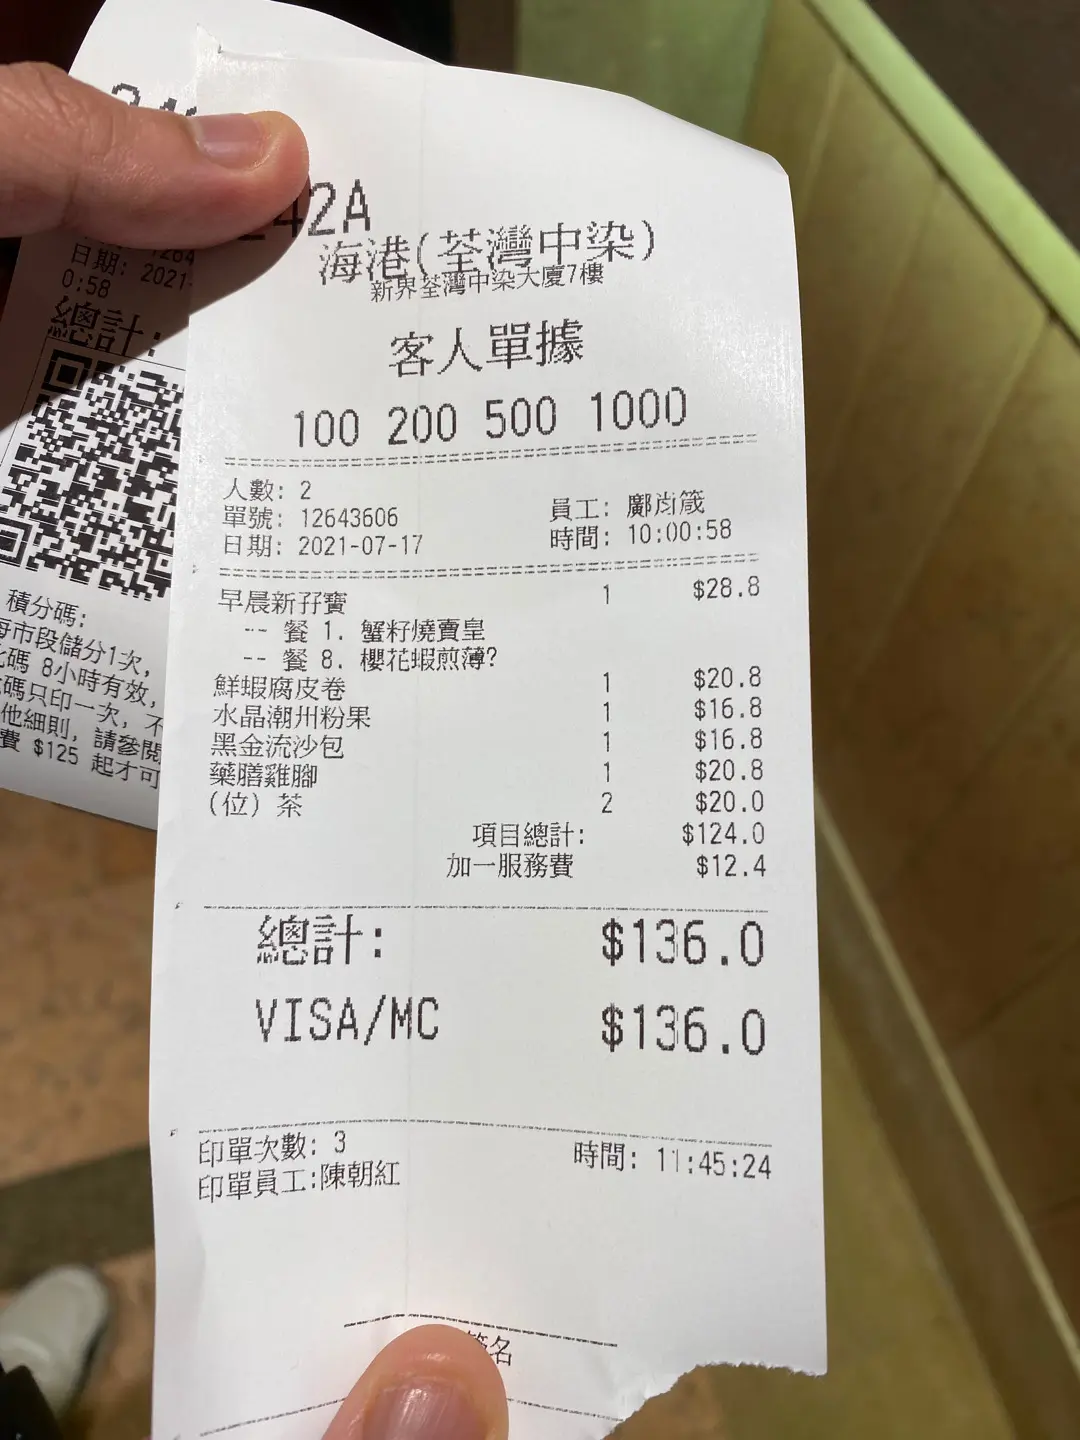 42A
海港(荃灣中染)
新界荃灣中染大廈7樓
客人單據
100 200 500 1000
人數: 2
單號: 12643606 員工: 鄺肖箴
日期: 2021-07-17 時間: 10:00:58
早晨新孖寶 1 $28.8
-- 餐 1. 蟹籽燒賣皇
-- 餐 8. 櫻花蝦煎薄?
鮮蝦腐皮卷 1 $20.8
水晶潮州粉果 1 $16.8
黑金流沙包 1 $16.8
藥膳雞腳 1 $20.8
(位) 茶 2 $20.0
項目總計: $124.0
加一服務費 $12.4
總計: $136.0
VISA/MC $136.0
印單次數: 3 時間: 11:45:24
印單員工:陳朝紅
名
日期: 2021-
0:58
總計:
積分碼:
每市段儲分1次,
碼 8小時有效,
碼只印一次, 不
他細則, 請參閱
費 $125 起才可